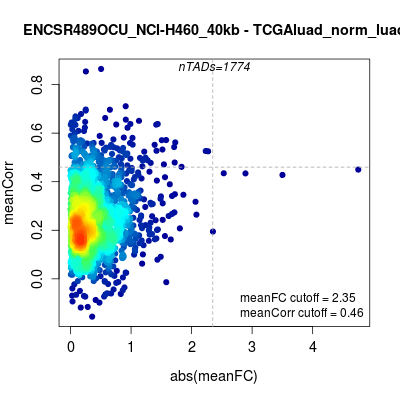 ENCSR489OCU_NCI-H460_40kb - TCGAluad_norm_luad
nTADs=1774
0.8
0.6
0.4
0.2
0.0
meanCorr
meanFC cutoff = 2.35
meanCorr cutoff = 0.46
0 1 2 3 4
abs(meanFC)